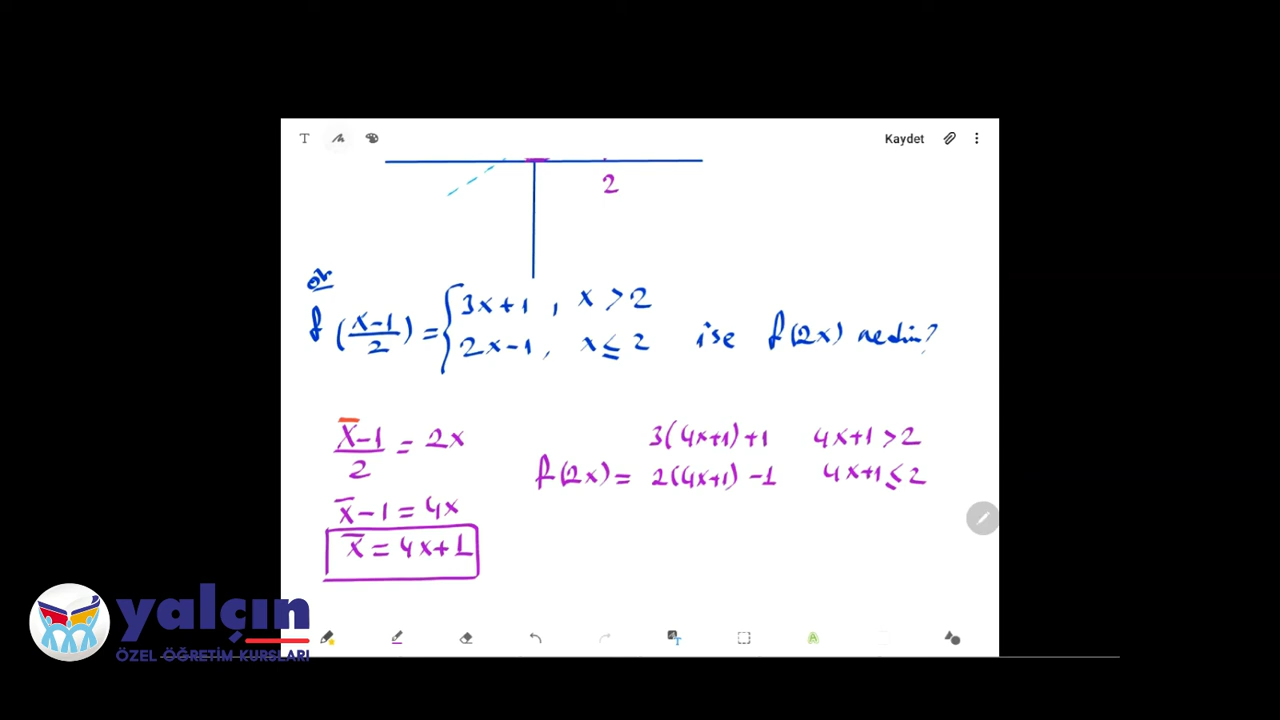 T Kaydet
2
ör
f(x-1/2) = { 3x+1 , x > 2
2x-1 , x ≤ 2 ise f(2x) nedir?
x̄-1/2 = 2x
3(4x+1)+1 4x+1 > 2
f(2x) = 2(4x+1) -1 4x+1 ≤ 2
x̄-1 = 4x
x̄ = 4x+1
yalçın
ÖZEL ÖĞRETİM KURSLARI